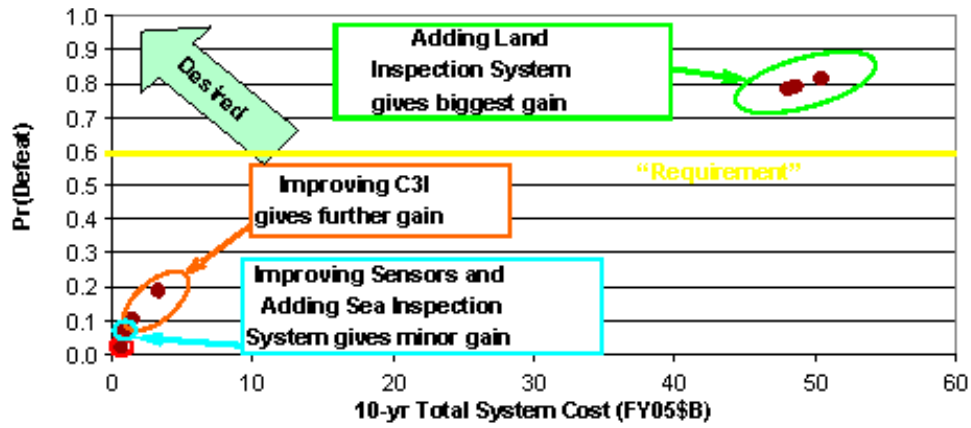 1.0
0.9
0.8
0.7
0.6
0.5
0.4
0.3
0.2
0.1
0.0
Pr(Defeat)
Desired
Adding Land
Inspection System
gives biggest gain
"Requirement"
Improving C3I
gives further gain
Improving Sensors and
Adding Sea Inspection
System gives minor gain
0 10 20 30 40 50 60
10-yr Total System Cost (FY05$B)